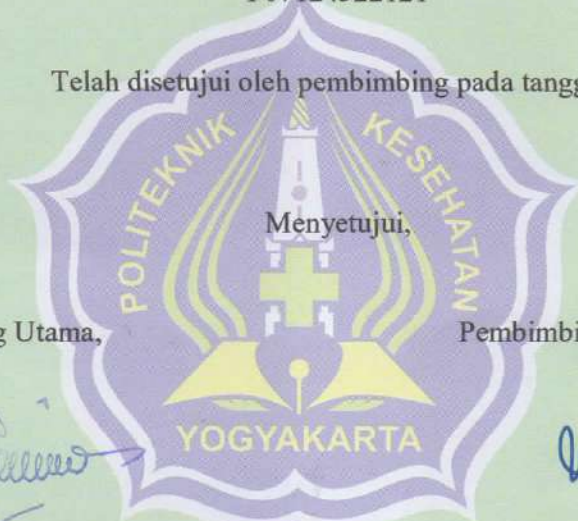 Telah disetujui oleh pembimbing pada tangg
POLITEKNIK KESEHATAN
Menyetujui,
g Utama,
Pembimbi
YOGYAKARTA